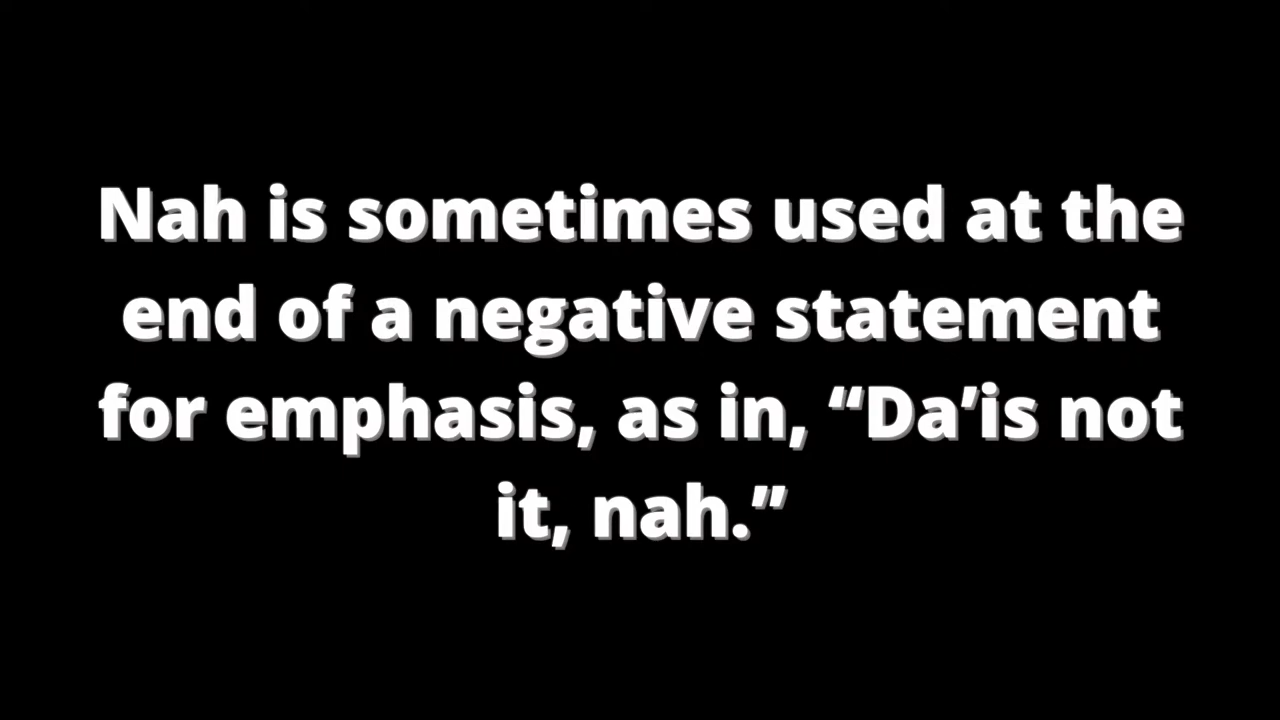 Nah is sometimes used at the
end of a negative statement
for emphasis, as in, “Da’is not
it, nah.”